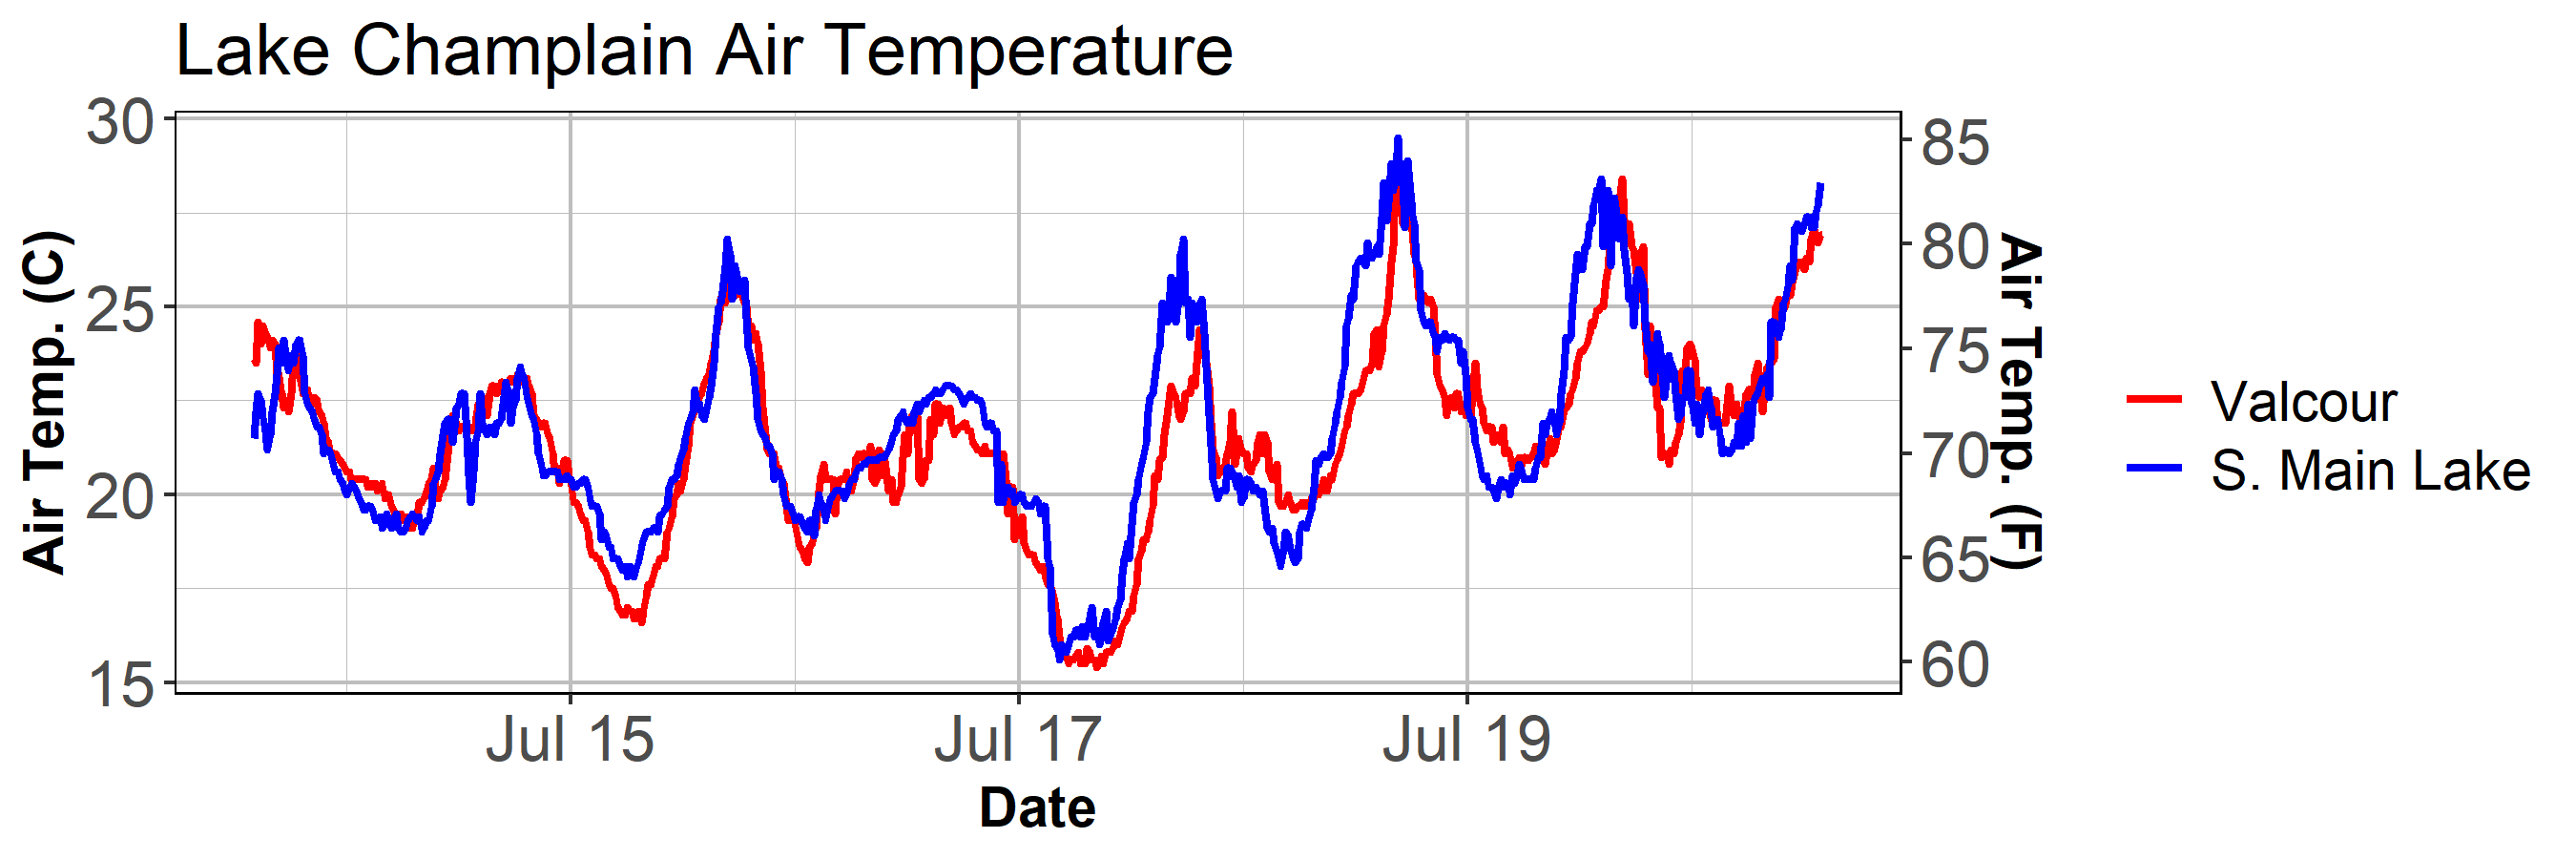 Lake Champlain Air Temperature
Air Temp. (C)
30
25
20
15
85
80
75
70
65
60
Air Temp. (F)
Jul 15
Jul 17
Jul 19
Date
Valcour
S. Main Lake